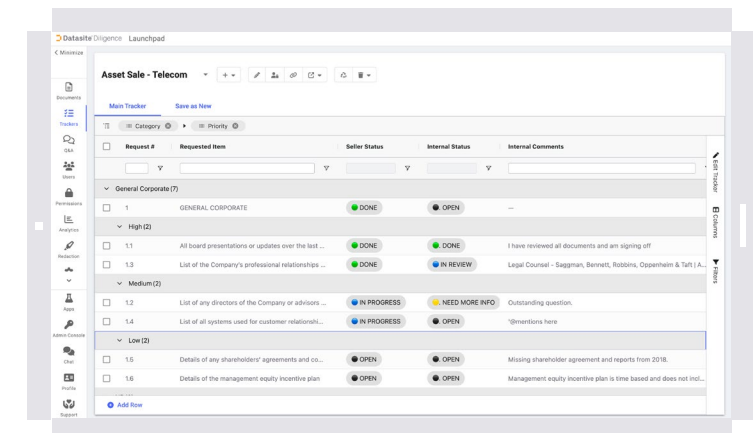 Datasite Diligence Launchpad
< Minimize
Asset Sale - Telecom
Documents
Main Tracker Save as New
Trackers
Category Priority
Q&A
Request # Requested Item Seller Status Internal Status Internal Comments
Users
Edit Tracker
General Corporate (7)
Permissions
1 GENERAL CORPORATE DONE OPEN —
Columns
Analytics
High (2)
1.1 All board presentations or updates over the last ... DONE DONE I have reviewed all documents and am signing off
Redaction
1.3 List of the Company's professional relationships ... DONE IN REVIEW Legal Counsel - Saggman, Bennett, Robbins, Oppenheim & Taft | A...
Filters
Medium (2)
1.2 List of any directors of the Company or advisors ... IN PROGRESS NEED MORE INFO Outstanding question.
Apps
1.4 List of all systems used for customer relationshi... IN PROGRESS OPEN "@mentions here
Admin Console
Low (2)
Chat
1.5 Details of any shareholders' agreements and co... OPEN OPEN Missing shareholder agreement and reports from 2018.
1.6 Details of the management equity incentive plan OPEN OPEN Management equity incentive plan is time based and does not incl...
Profile
Add Row
Support